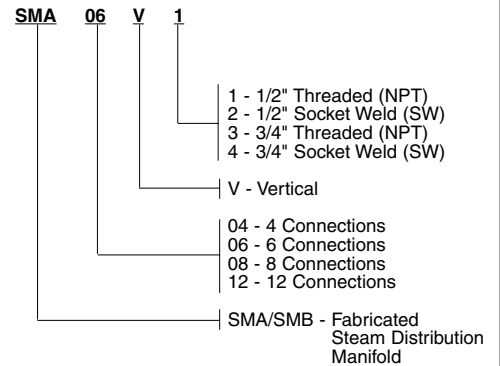 SMA 06 V 1
1 - 1/2" Threaded (NPT)
2 - 1/2" Socket Weld (SW)
3 - 3/4" Threaded (NPT)
4 - 3/4" Socket Weld (SW)
V - Vertical
04 - 4 Connections
06 - 6 Connections
08 - 8 Connections
12 - 12 Connections
SMA/SMB - Fabricated
Steam Distribution
Manifold